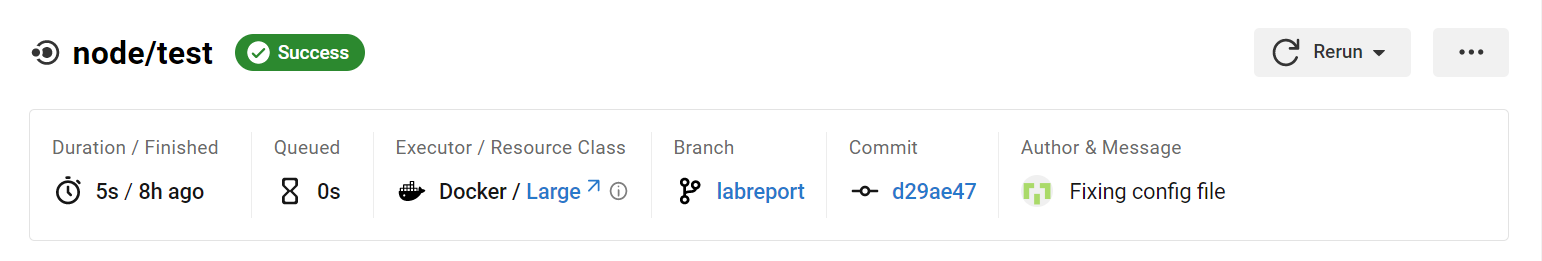 node/test Success Rerun
Duration / Finished Queued Executor / Resource Class Branch Commit Author & Message
5s / 8h ago 0s Docker / Large labreport d29ae47 Fixing config file